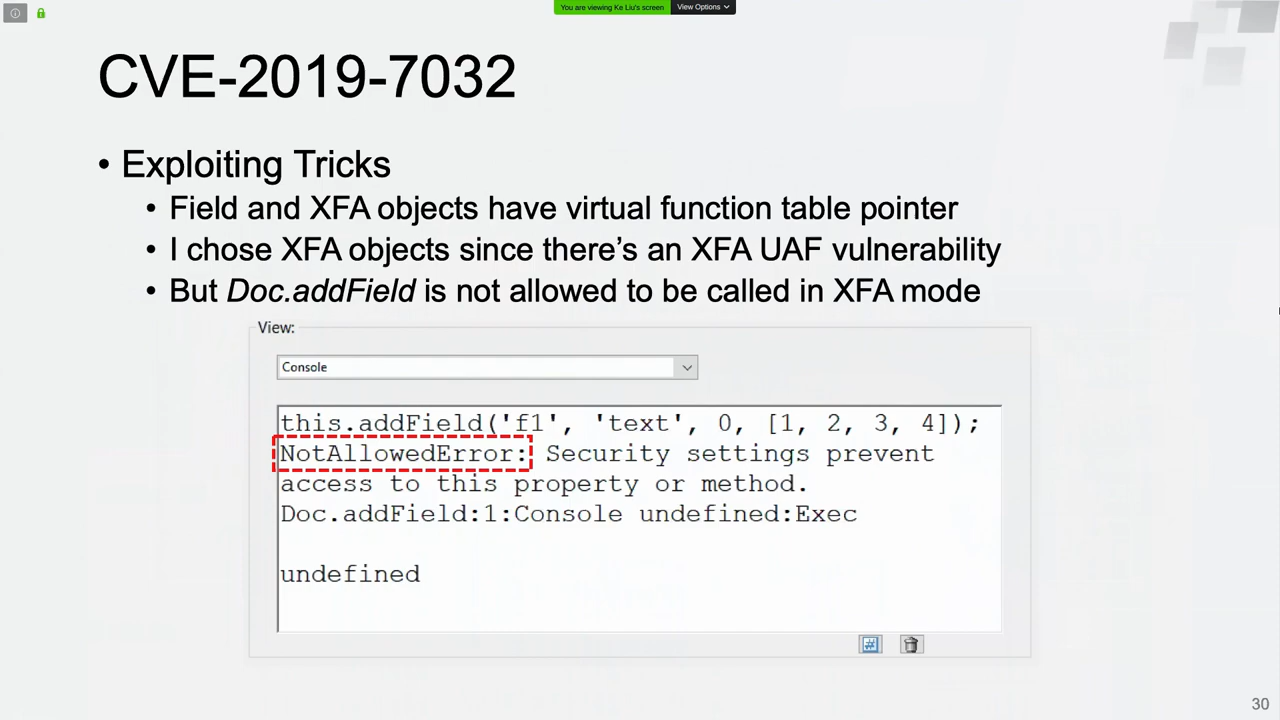 You are viewing Ke Liu's screen
View Options
CVE-2019-7032
• Exploiting Tricks
• Field and XFA objects have virtual function table pointer
• I chose XFA objects since there's an XFA UAF vulnerability
• But Doc.addField is not allowed to be called in XFA mode
View:
Console
this.addField('f1', 'text', 0, [1, 2, 3, 4]);
NotAllowedError: Security settings prevent
access to this property or method.
Doc.addField:1:Console undefined:Exec
undefined
30